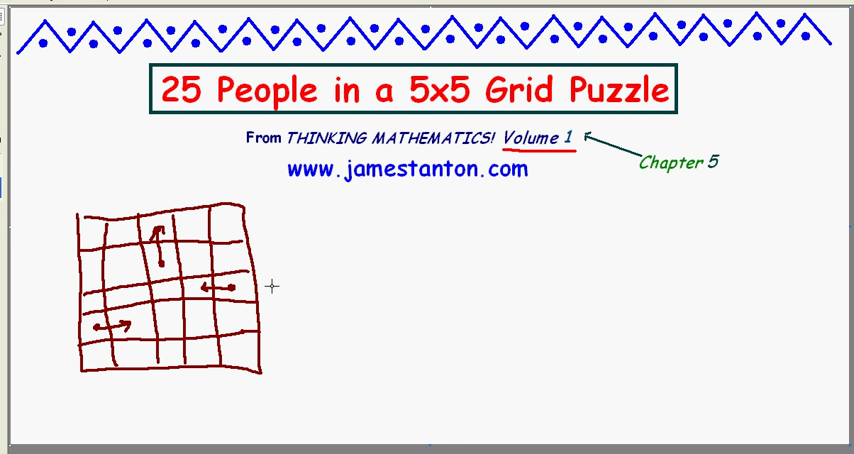 25 People in a 5x5 Grid Puzzle
From THINKING MATHEMATICS! Volume 1
Chapter 5
www.jamestanton.com